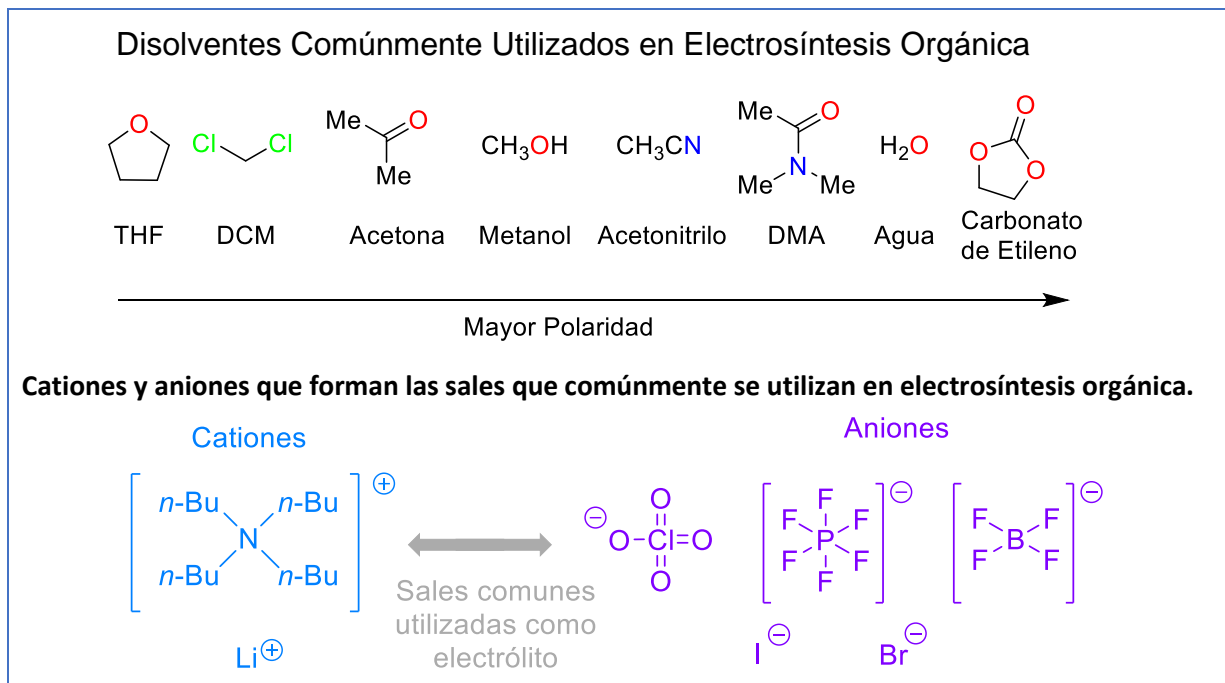 Disolventes Comúnmente Utilizados en Electrosíntesis Orgánica
O
Cl
Cl
Me
O
Me
CH3OH
CH3CN
Me
O
N
Me
Me
H2O
O
O
O
THF
DCM
Acetona
Metanol
Acetonitrilo
DMA
Agua
Carbonato
de Etileno
Mayor Polaridad
Cationes y aniones que forman las sales que comúnmente se utilizan en electrosíntesis orgánica.
Cationes
Aniones
n-Bu
n-Bu
N
n-Bu
n-Bu
+
Li+
Sales comunes
utilizadas como
electrólito
−
O
O
Cl
O
O
F
F
F
P
F
F
F
−
F
F
B
F
F
−
I−
Br−